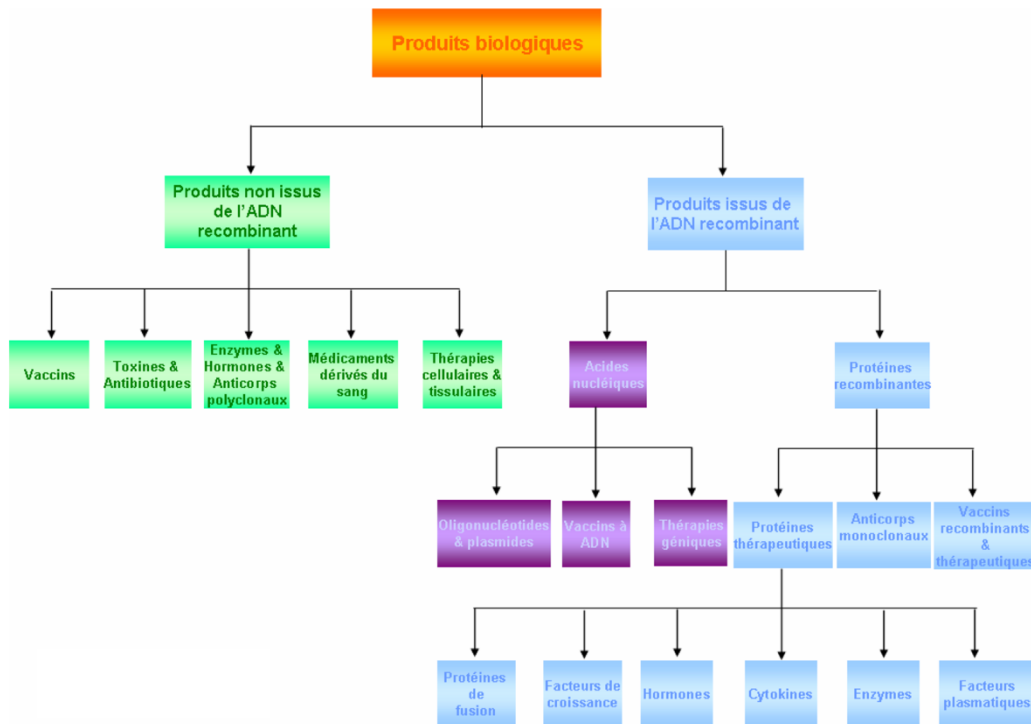 Produits biologiques
Produits non issus
de l'ADN
recombinant
Produits issus de
l'ADN recombinant
Vaccins
Toxines &
Antibiotiques
Enzymes &
Hormones &
Anticorps
polyclonaux
Médicaments
dérivés du
sang
Thérapies
cellulaires &
tissulaires
Acides
nucléiques
Protéines
recombinantes
Oligonucléotides
& plasmides
Vaccins à
ADN
Thérapies
géniques
Protéines
thérapeutiques
Anticorps
monoclonaux
Vaccins
recombinants
&
thérapeutiques
Protéines
de
fusion
Facteurs de
croissance
Hormones
Cytokines
Enzymes
Facteurs
plasmatiques